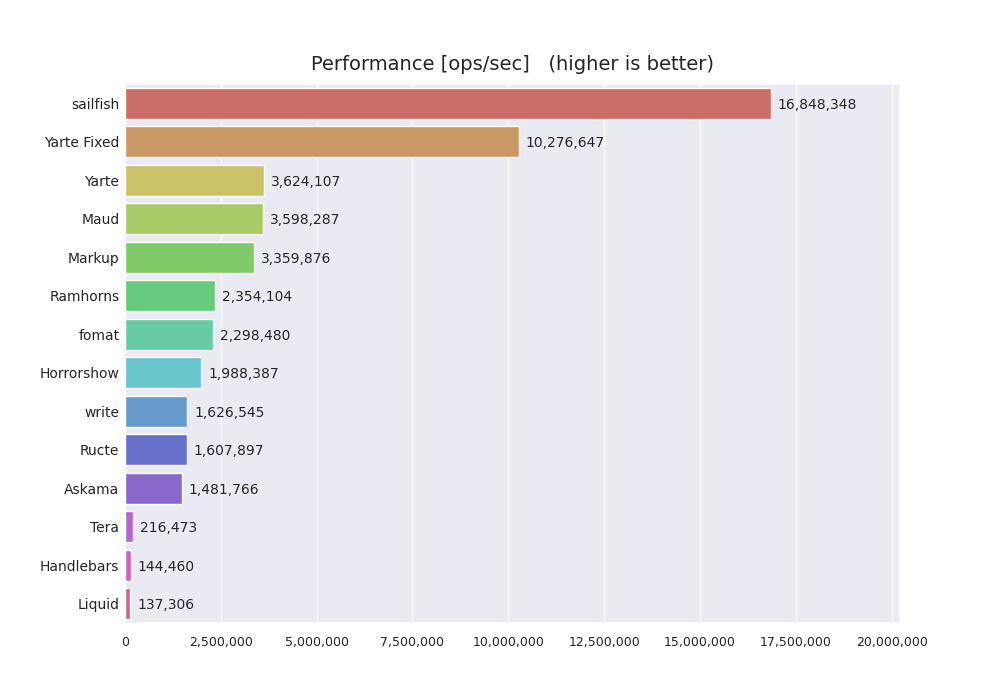 Performance [ops/sec]   (higher is better)
sailfish 16,848,348
Yarte Fixed 10,276,647
Yarte 3,624,107
Maud 3,598,287
Markup 3,359,876
Ramhorns 2,354,104
fomat 2,298,480
Horrorshow 1,988,387
write 1,626,545
Ructe 1,607,897
Askama 1,481,766
Tera 216,473
Handlebars 144,460
Liquid 137,306
0 2,500,000 5,000,000 7,500,000 10,000,000 12,500,000 15,000,000 17,500,000 20,000,000